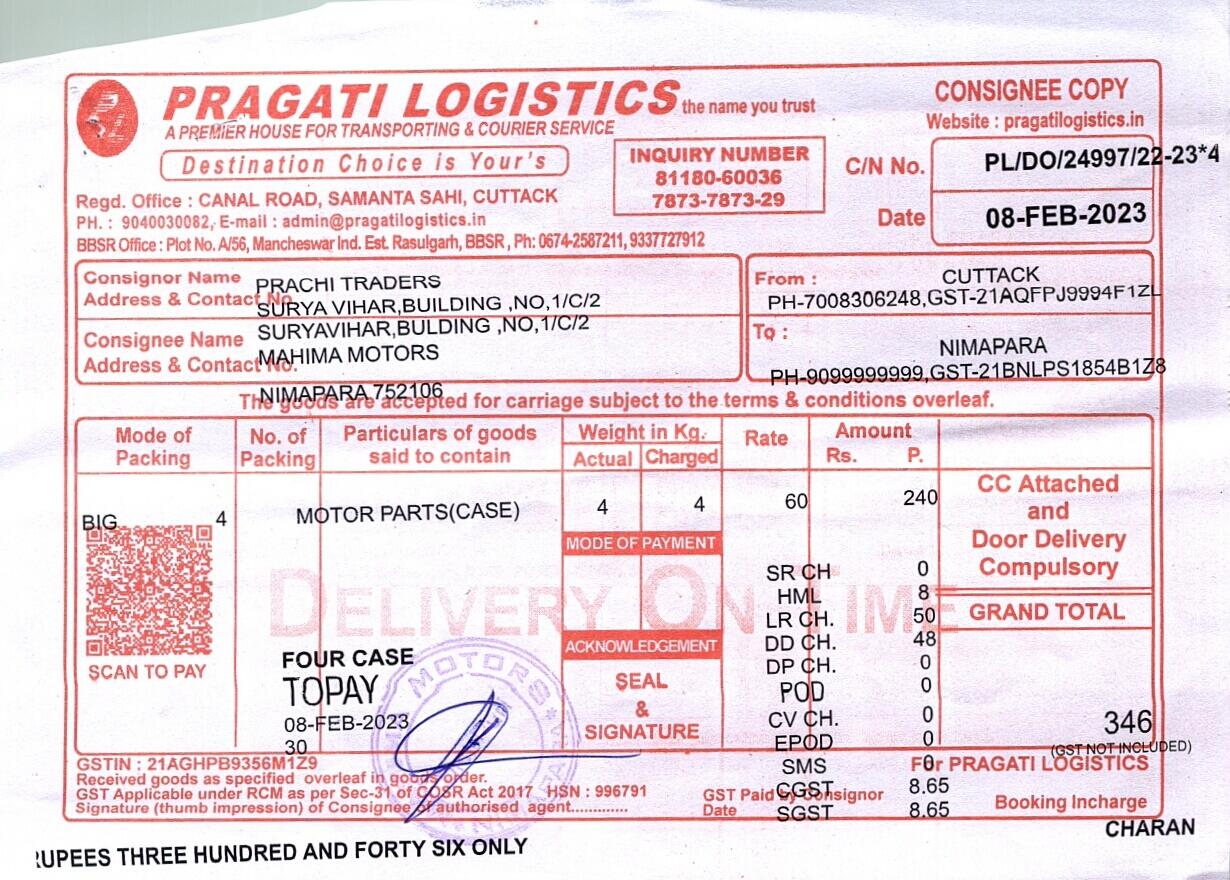 PRAGATI LOGISTICS the name you trust
A PREMIER HOUSE FOR TRANSPORTING & COURIER SERVICE
Destination Choice is Your's
CONSIGNEE COPY
Website : pragatilogistics.in
INQUIRY NUMBER
81180-60036
7873-7873-29
C/N No. PL/DO/24997/22-23*4
Date 08-FEB-2023
Regd. Office : CANAL ROAD, SAMANTA SAHI, CUTTACK
PH. : 9040030082, E-mail : admin@pragatilogistics.in
BBSR Office : Plot No. A/56, Mancheswar Ind. Est. Rasulgarh, BBSR , Ph: 0674-2587211, 9337727912
Consignor Name PRACHI TRADERS
Address & Contact No. SURYA VIHAR,BUILDING ,NO,1/C/2
SURYAVIHAR,BULDING ,NO,1/C/2
Consignee Name
Address & Contact No. MAHIMA MOTORS
NIMAPARA 752106
From : CUTTACK
PH-7008306248,GST-21AQFPJ9994F1ZL
To :
NIMAPARA
PH-9099999999,GST-21BNLPS1854B1Z8
The goods are accepted for carriage subject to the terms & conditions overleaf.
Mode of Packing
No. of Packing
Particulars of goods said to contain
Weight in Kg.
Actual Charged
Rate
Amount
Rs. P.
BIG 4 MOTOR PARTS(CASE) 4 4 60 240
CC Attached
and
Door Delivery
Compulsory
GRAND TOTAL
346
(GST NOT INCLUDED)
MODE OF PAYMENT
DELIVERY ON TIME
SR CH 0
HML 8
LR CH. 50
DD CH. 48
DP CH. 0
POD 0
CV CH. 0
EPOD 0
SMS 0
CGST 8.65
SGST 8.65
ACKNOWLEDGEMENT
SEAL
&
SIGNATURE
SCAN TO PAY
FOUR CASE
TOPAY
08-FEB-2023
30
MOTORS
GSTIN : 21AGHPB9356M1Z9
Received goods as specified overleaf in goods order.
GST Applicable under RCM as per Sec-31 of COSR Act 2017 HSN : 996791
Signature (thumb impression) of Consignee of authorised agent.............
GST Paid by Consignor
Date
For PRAGATI LOGISTICS
Booking Incharge
CHARAN
RUPEES THREE HUNDRED AND FORTY SIX ONLY